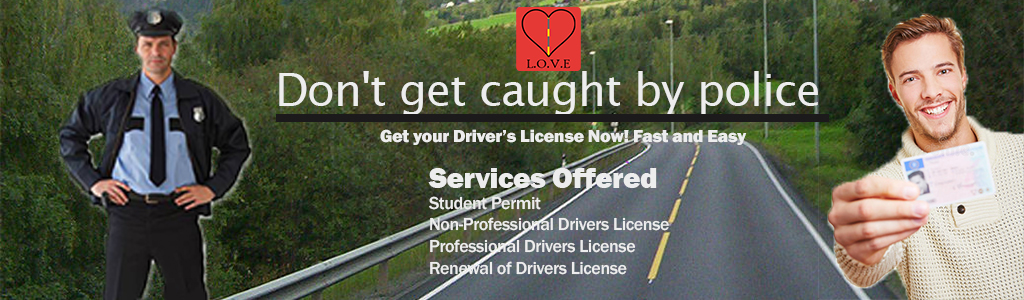 L.O.V.E
Don't get caught by police
Get your Driver's License Now! Fast and Easy
Services Offered
Student Permit
Non-Professional Drivers License
Professional Drivers License
Renewal of Drivers License